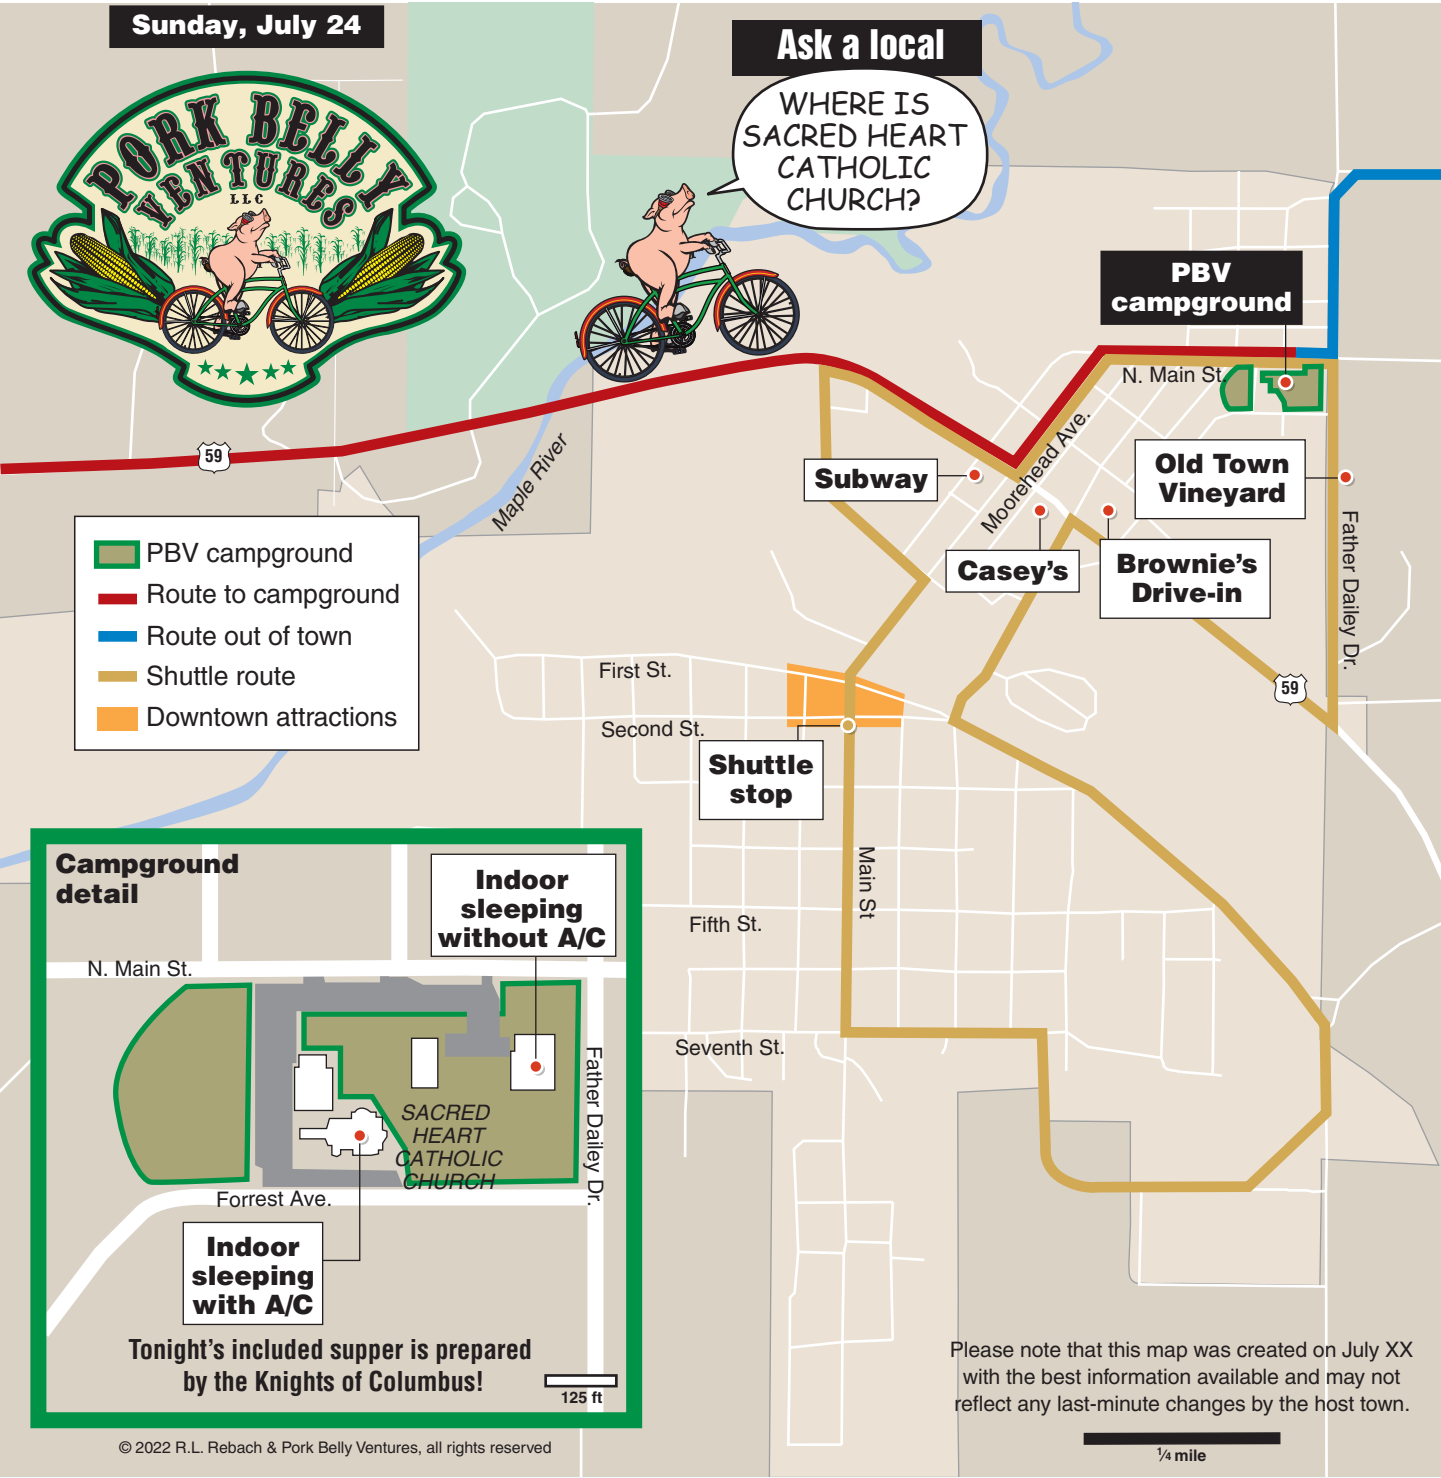 Sunday, July 24
PORK BELLY
VENTURES
LLC
Ask a local
WHERE IS
SACRED HEART
CATHOLIC
CHURCH?
PBV
campground
N. Main St.
59
Maple River
Subway
Moorehead Ave.
Old Town
Vineyard
Casey's
Brownie's
Drive-in
Father Dailey Dr.
PBV campground
Route to campground
Route out of town
Shuttle route
Downtown attractions
First St.
59
Second St.
Shuttle
stop
Main St
Fifth St.
Seventh St.
Campground
detail
Indoor
sleeping
without A/C
N. Main St.
Father Dailey Dr.
SACRED
HEART
CATHOLIC
CHURCH
Forrest Ave.
Indoor
sleeping
with A/C
Tonight's included supper is prepared
by the Knights of Columbus!
125 ft
Please note that this map was created on July XX
with the best information available and may not
reflect any last-minute changes by the host town.
¼ mile
© 2022 R.L. Rebach & Pork Belly Ventures, all rights reserved